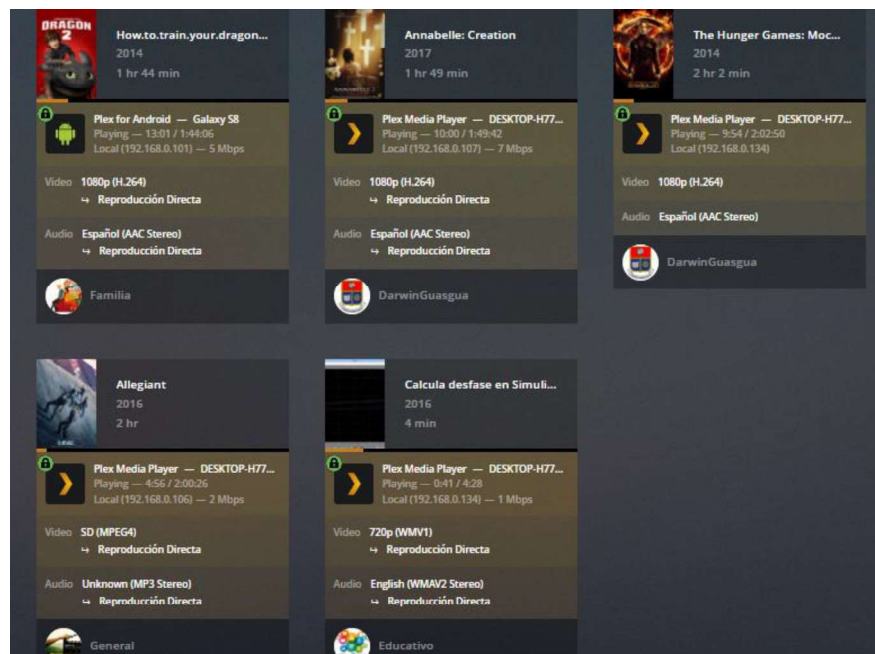 DRAGON
2
How.to.train.your.dragon...
2014
1 hr 44 min
Plex for Android — Galaxy S8
Playing — 13:01 / 1:44:06
Local (192.168.0.101) — 5 Mbps
Video 1080p (H.264)
↪ Reproducción Directa
Audio Español (AAC Stereo)
↪ Reproducción Directa
Familia
Annabelle: Creation
2017
1 hr 49 min
Plex Media Player — DESKTOP-H77...
Playing — 10:00 / 1:49:42
Local (192.168.0.107) — 7 Mbps
Video 1080p (H.264)
↪ Reproducción Directa
Audio Español (AAC Stereo)
↪ Reproducción Directa
DarwinGuasgua
The Hunger Games: Moc...
2014
2 hr 2 min
Plex Media Player — DESKTOP-H77...
Playing — 9:54 / 2:02:50
Local (192.168.0.134)
Video 1080p (H.264)
Audio Español (AAC Stereo)
DarwinGuasgua
Allegiant
2016
2 hr
Plex Media Player — DESKTOP-H77...
Playing — 4:56 / 2:00:26
Local (192.168.0.106) — 2 Mbps
Video SD (MPEG4)
↪ Reproducción Directa
Audio Unknown (MP3 Stereo)
↪ Reproducción Directa
General
Calcula desfase en Simuli...
2016
4 min
Plex Media Player — DESKTOP-H77...
Playing — 0:41 / 4:28
Local (192.168.0.134) — 1 Mbps
Video 720p (WMV1)
↪ Reproducción Directa
Audio English (WMAV2 Stereo)
↪ Reproducción Directa
Educativo